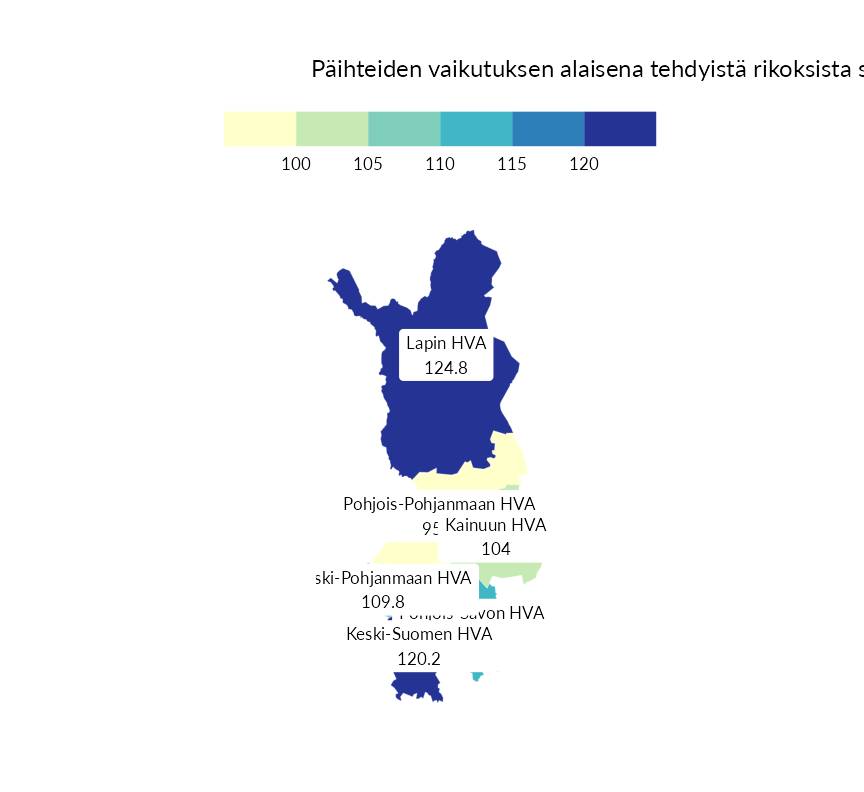 Päihteiden vaikutuksen alaisena tehdyistä rikoksista
100 105 110 115 120
Lapin HVA
124.8
Pohjois-Pohjanmaan HVA
95
Kainuun HVA
104
ski-Pohjanmaan HVA
109.8
Pohjois-Savon HVA
Keski-Suomen HVA
120.2